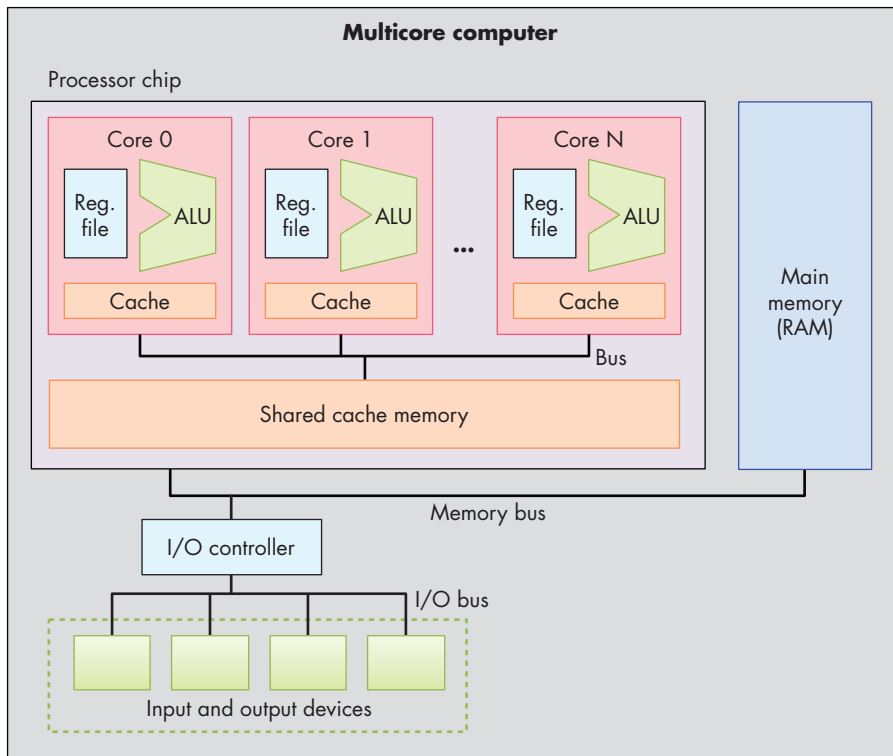 Multicore computer
Processor chip
Core 0
Core 1
Core N
Reg.
file
ALU
Reg.
file
ALU
...
Reg.
file
ALU
Cache
Cache
Cache
Bus
Shared cache memory
Main
memory
(RAM)
Memory bus
I/O controller
I/O bus
Input and output devices